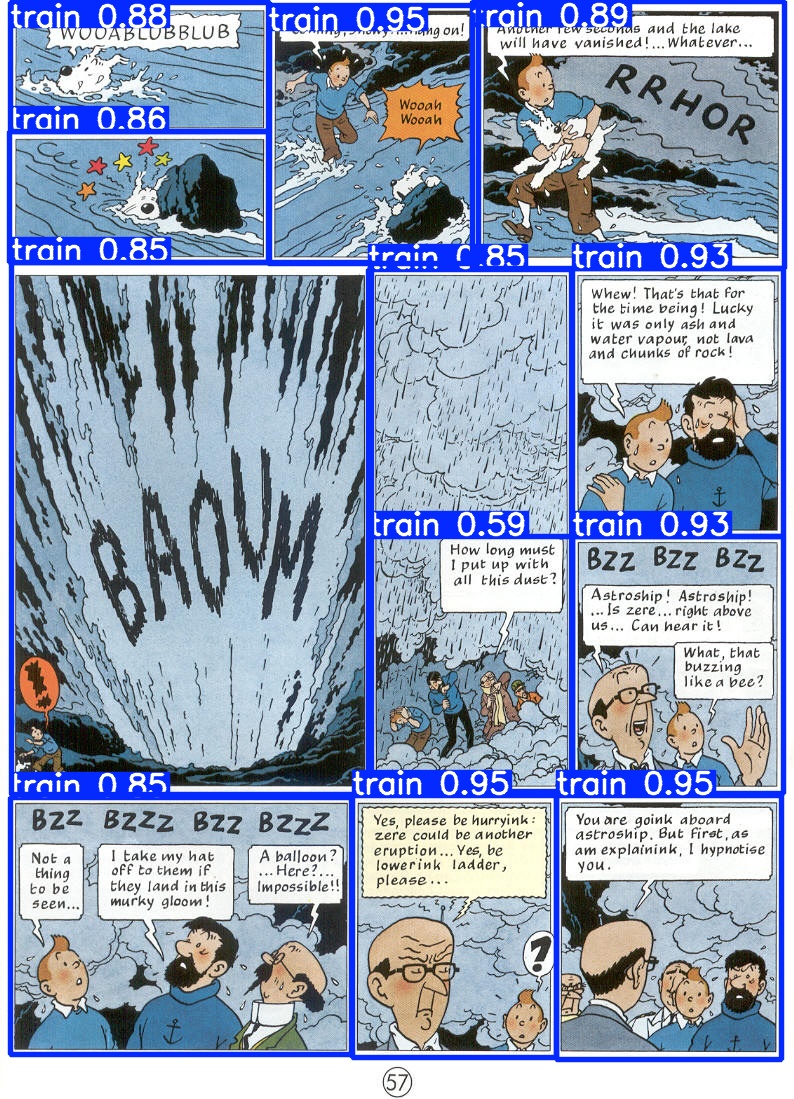 train 0.88
WOOABLUBBLUB
train 0.86
train 0.95
on!
Wooah
Wooah
train 0.89
Another few seconds and the lake
will have vanished!...Whatever...
RRHOR
train 0.85
BAOUM
train 0.85
train 0.59
How long must
I put up with
all this dust?
train 0.93
Whew! That's that for
the time being! Lucky
it was only ash and
water vapour, not lava
and chunks of rock!
train 0.93
BZZ BZZ BZZ
Astroship! Astroship!
...Is zere... right above
us... Can hear it!
What, that
buzzing
like a bee?
train 0.85
BZZ BZZZ BZZ BZZZ
Not a
thing
to be
seen...
I take my hat
off to them if
they land in this
murky gloom!
A balloon?
...Here?...
Impossible!!
train 0.95
Yes, please be hurryink:
zere could be another
eruption... Yes, be
lowerink ladder,
please...
?
train 0.95
You are goink aboard
astroship. But first, as
am explainink, I hypnotise
you.
57